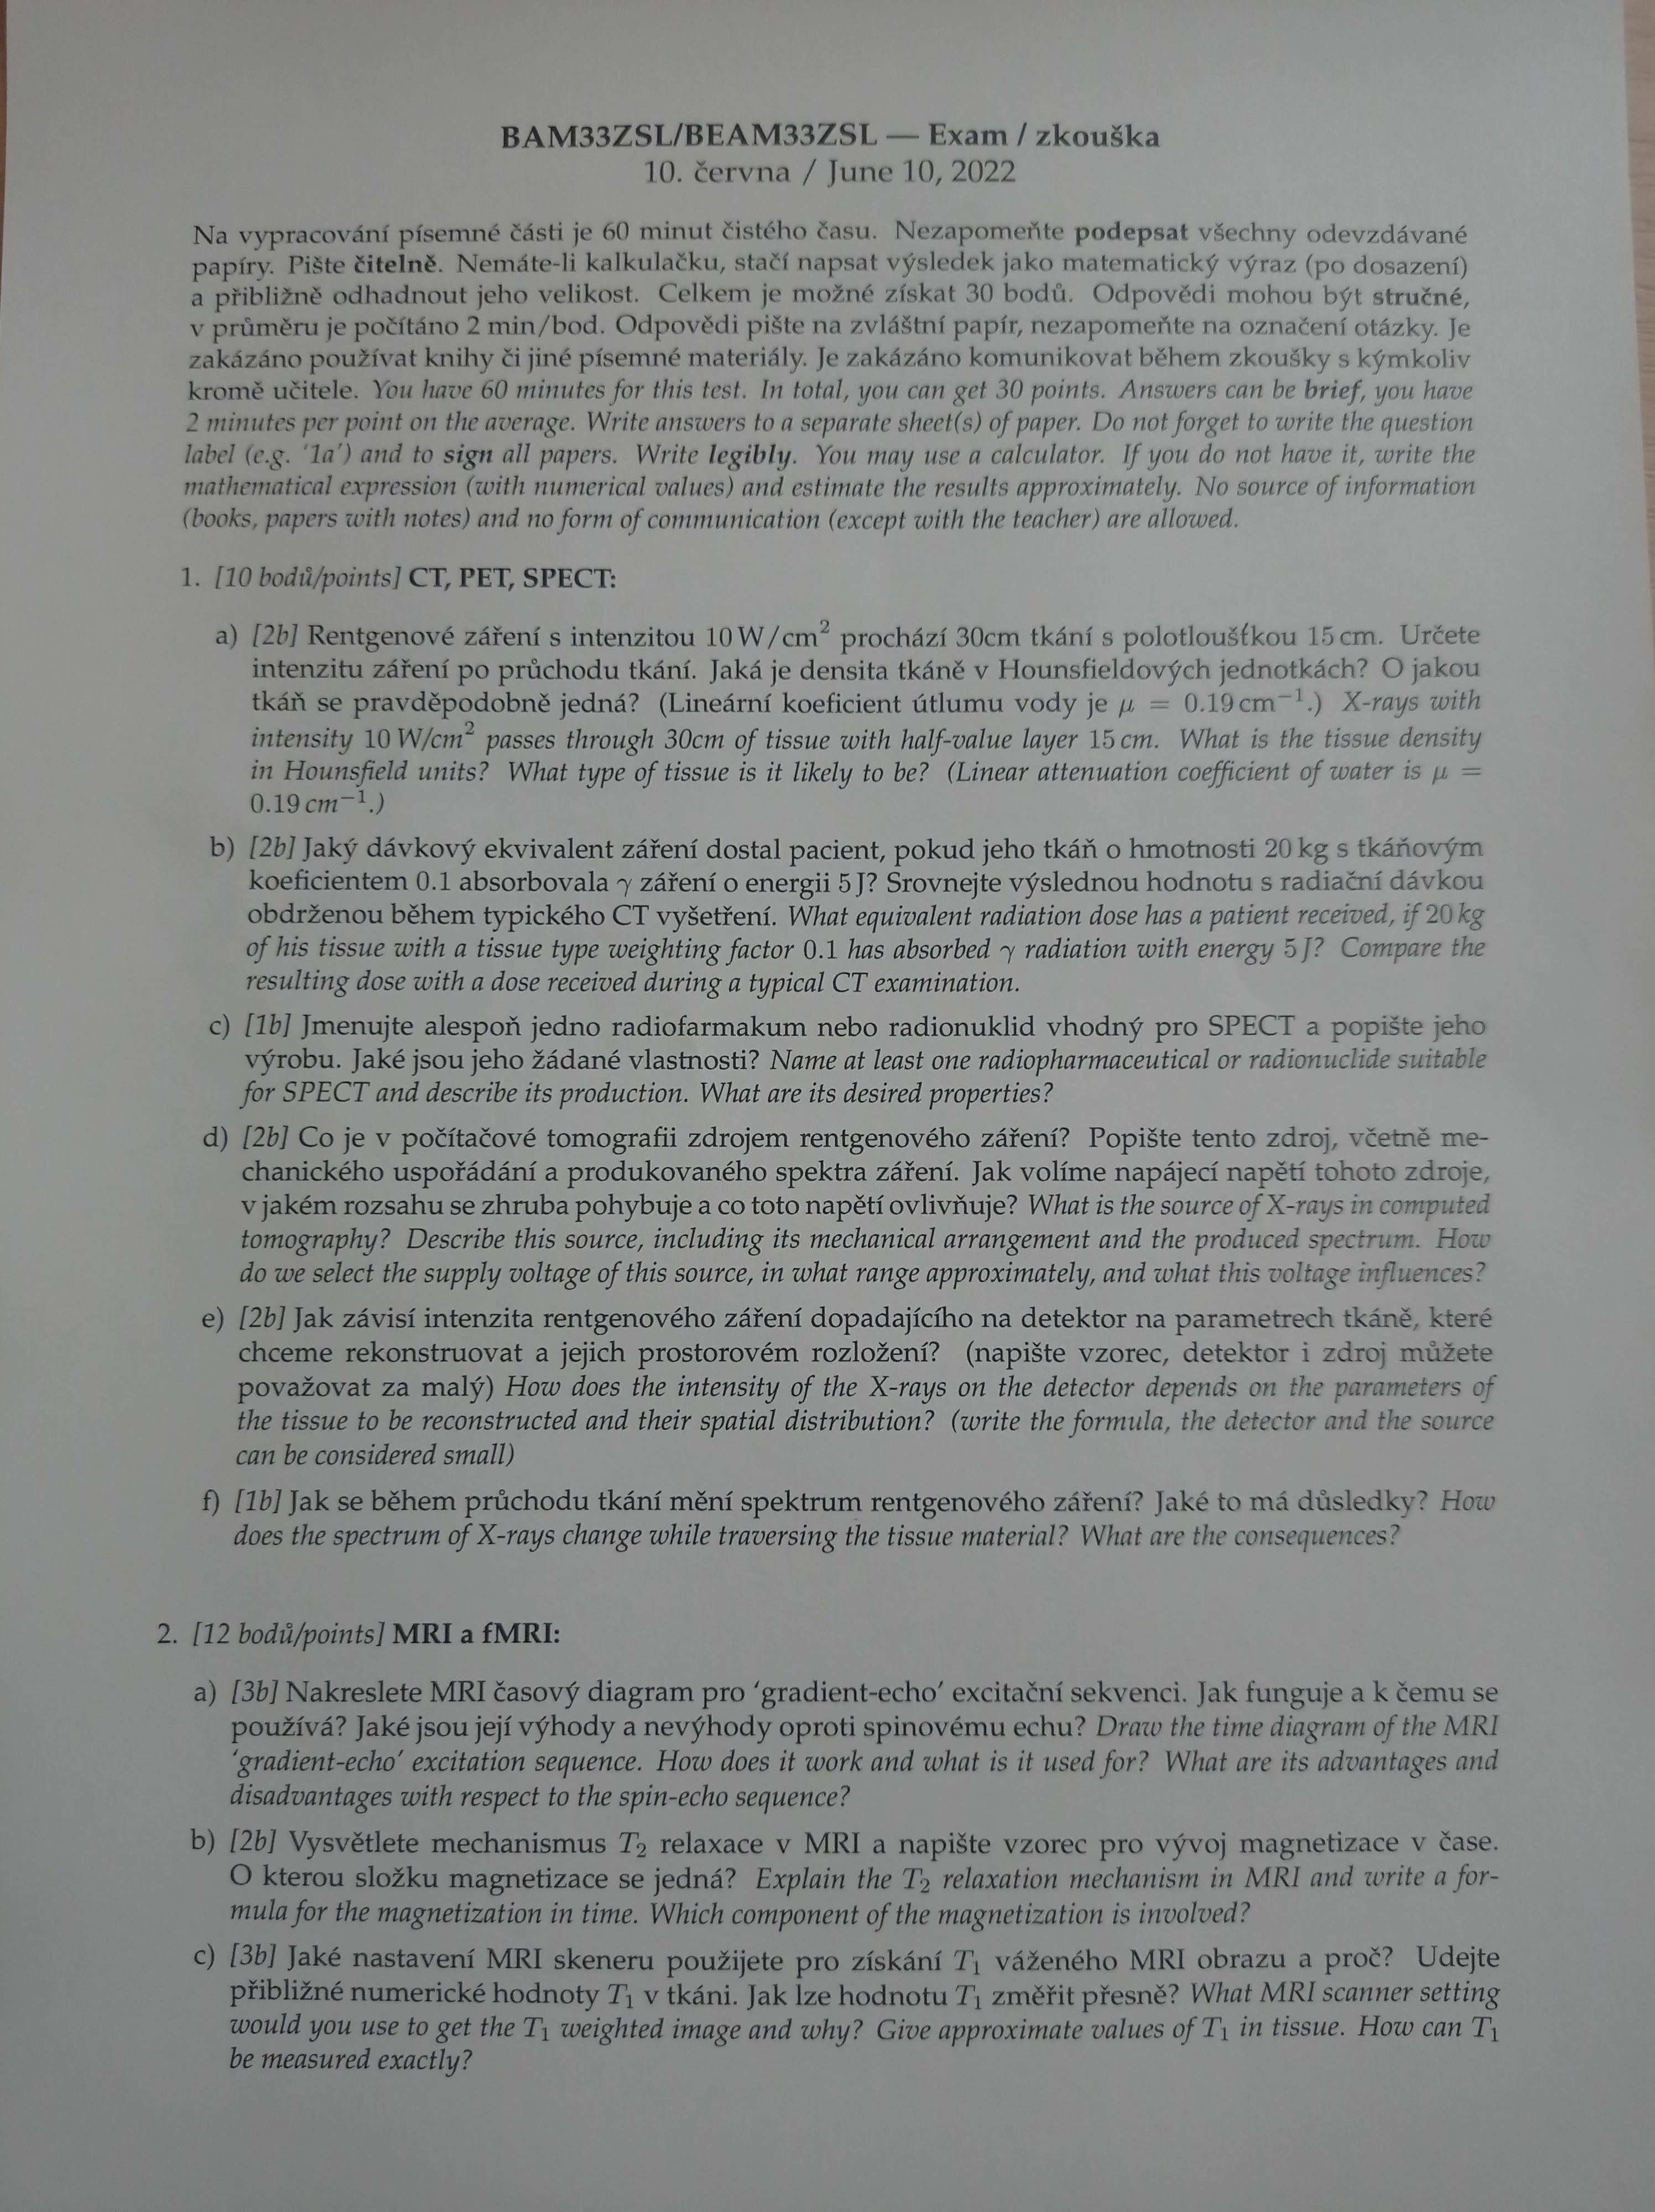 BAM33ZSL/BEAM33ZSL — Exam / zkouška
10. června / June 10, 2022
Na vypracování písemné části je 60 minut čistého času. Nezapomeňte podepsat všechny odevzdávané
papíry. Pište čitelně. Nemáte-li kalkulačku, stačí napsat výsledek jako matematický výraz (po dosazení)
a přibližně odhadnout jeho velikost. Celkem je možné získat 30 bodů. Odpovědi mohou být stručné,
v průměru je počítáno 2 min/bod. Odpovědi pište na zvláštní papír, nezapomeňte na označení otázky. Je
zakázáno používat knihy či jiné písemné materiály. Je zakázáno komunikovat během zkoušky s kýmkoliv
kromě učitele. You have 60 minutes for this test. In total, you can get 30 points. Answers can be brief, you have
2 minutes per point on the average. Write answers to a separate sheet(s) of paper. Do not forget to write the question
label (e.g. '1a') and to sign all papers. Write legibly. You may use a calculator. If you do not have it, write the
mathematical expression (with numerical values) and estimate the results approximately. No source of information
(books, papers with notes) and no form of communication (except with the teacher) are allowed.
1. [10 bodů/points] CT, PET, SPECT:
a) [2b] Rentgenové záření s intenzitou 10 W/cm² prochází 30cm tkání s polotloušťkou 15 cm. Určete
intenzitu záření po průchodu tkání. Jaká je densita tkáně v Hounsfieldových jednotkách? O jakou
tkáň se pravděpodobně jedná? (Lineární koeficient útlumu vody je μ = 0.19 cm⁻¹.) X-rays with
intensity 10 W/cm² passes through 30cm of tissue with half-value layer 15 cm. What is the tissue density
in Hounsfield units? What type of tissue is it likely to be? (Linear attenuation coefficient of water is μ =
0.19 cm⁻¹.)
b) [2b] Jaký dávkový ekvivalent záření dostal pacient, pokud jeho tkáň o hmotnosti 20 kg s tkáňovým
koeficientem 0.1 absorbovala γ záření o energii 5 J? Srovnejte výslednou hodnotu s radiační dávkou
obdrženou během typického CT vyšetření. What equivalent radiation dose has a patient received, if 20 kg
of his tissue with a tissue type weighting factor 0.1 has absorbed γ radiation with energy 5 J? Compare the
resulting dose with a dose received during a typical CT examination.
c) [1b] Jmenujte alespoň jedno radiofarmakum nebo radionuklid vhodný pro SPECT a popište jeho
výrobu. Jaké jsou jeho žádané vlastnosti? Name at least one radiopharmaceutical or radionuclide suitable
for SPECT and describe its production. What are its desired properties?
d) [2b] Co je v počítačové tomografii zdrojem rentgenového záření? Popište tento zdroj, včetně me-
chanického uspořádání a produkovaného spektra záření. Jak volíme napájecí napětí tohoto zdroje,
v jakém rozsahu se zhruba pohybuje a co toto napětí ovlivňuje? What is the source of X-rays in computed
tomography? Describe this source, including its mechanical arrangement and the produced spectrum. How
do we select the supply voltage of this source, in what range approximately, and what this voltage influences?
e) [2b] Jak závisí intenzita rentgenového záření dopadajícího na detektor na parametrech tkáně, které
chceme rekonstruovat a jejich prostorovém rozložení? (napište vzorec, detektor i zdroj můžete
považovat za malý) How does the intensity of the X-rays on the detector depends on the parameters of
the tissue to be reconstructed and their spatial distribution? (write the formula, the detector and the source
can be considered small)
f) [1b] Jak se během průchodu tkání mění spektrum rentgenového záření? Jaké to má důsledky? How
does the spectrum of X-rays change while traversing the tissue material? What are the consequences?
2. [12 bodů/points] MRI a fMRI:
a) [3b] Nakreslete MRI časový diagram pro 'gradient-echo' excitační sekvenci. Jak funguje a k čemu se
používá? Jaké jsou její výhody a nevýhody oproti spinovému echu? Draw the time diagram of the MRI
'gradient-echo' excitation sequence. How does it work and what is it used for? What are its advantages and
disadvantages with respect to the spin-echo sequence?
b) [2b] Vysvětlete mechanismus T₂ relaxace v MRI a napište vzorec pro vývoj magnetizace v čase.
O kterou složku magnetizace se jedná? Explain the T₂ relaxation mechanism in MRI and write a for-
mula for the magnetization in time. Which component of the magnetization is involved?
c) [3b] Jaké nastavení MRI skeneru použijete pro získání T₁ váženého MRI obrazu a proč? Udejte
přibližné numerické hodnoty T₁ v tkáni. Jak lze hodnotu T₁ změřit přesně? What MRI scanner setting
would you use to get the T₁ weighted image and why? Give approximate values of T₁ in tissue. How can T₁
be measured exactly?